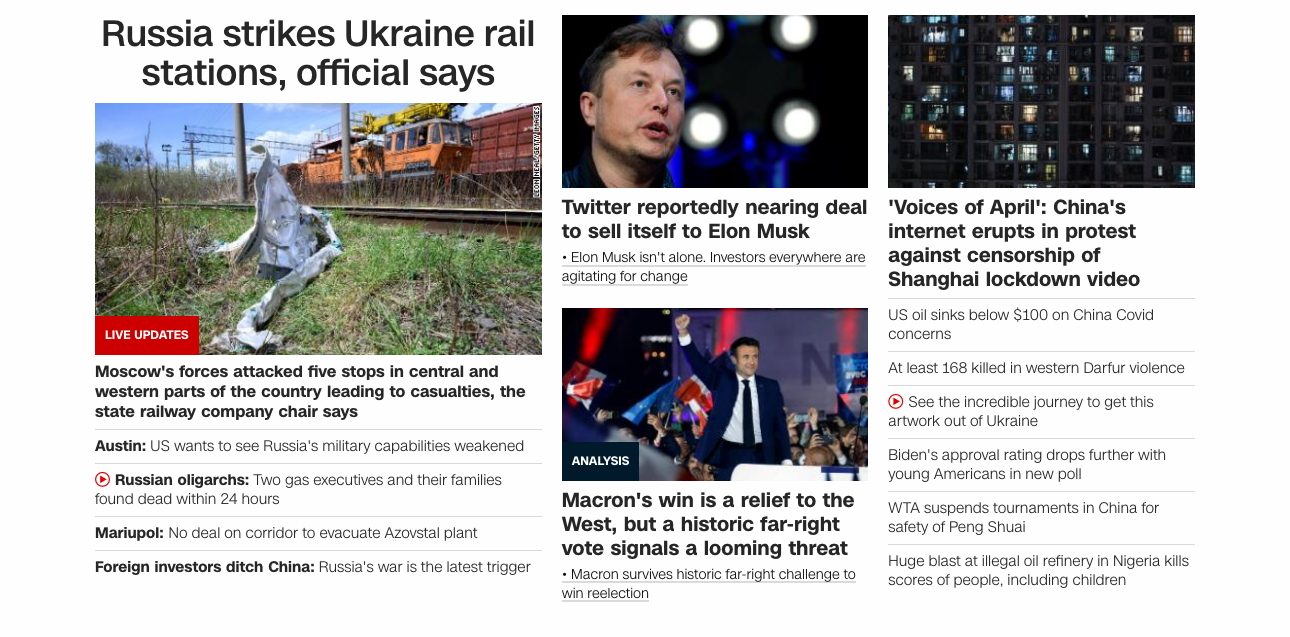 Russia strikes Ukraine rail
stations, official says
LEON NEAL/GETTY IMAGES
LIVE UPDATES
Moscow's forces attacked five stops in central and
western parts of the country leading to casualties, the
state railway company chair says
Austin: US wants to see Russia's military capabilities weakened
Russian oligarchs: Two gas executives and their families
found dead within 24 hours
Mariupol: No deal on corridor to evacuate Azovstal plant
Foreign investors ditch China: Russia's war is the latest trigger
Twitter reportedly nearing deal
to sell itself to Elon Musk
• Elon Musk isn't alone. Investors everywhere are
agitating for change
ANALYSIS
Macron's win is a relief to the
West, but a historic far-right
vote signals a looming threat
• Macron survives historic far-right challenge to
win reelection
'Voices of April': China's
internet erupts in protest
against censorship of
Shanghai lockdown video
US oil sinks below $100 on China Covid
concerns
At least 168 killed in western Darfur violence
See the incredible journey to get this
artwork out of Ukraine
Biden's approval rating drops further with
young Americans in new poll
WTA suspends tournaments in China for
safety of Peng Shuai
Huge blast at illegal oil refinery in Nigeria kills
scores of people, including children